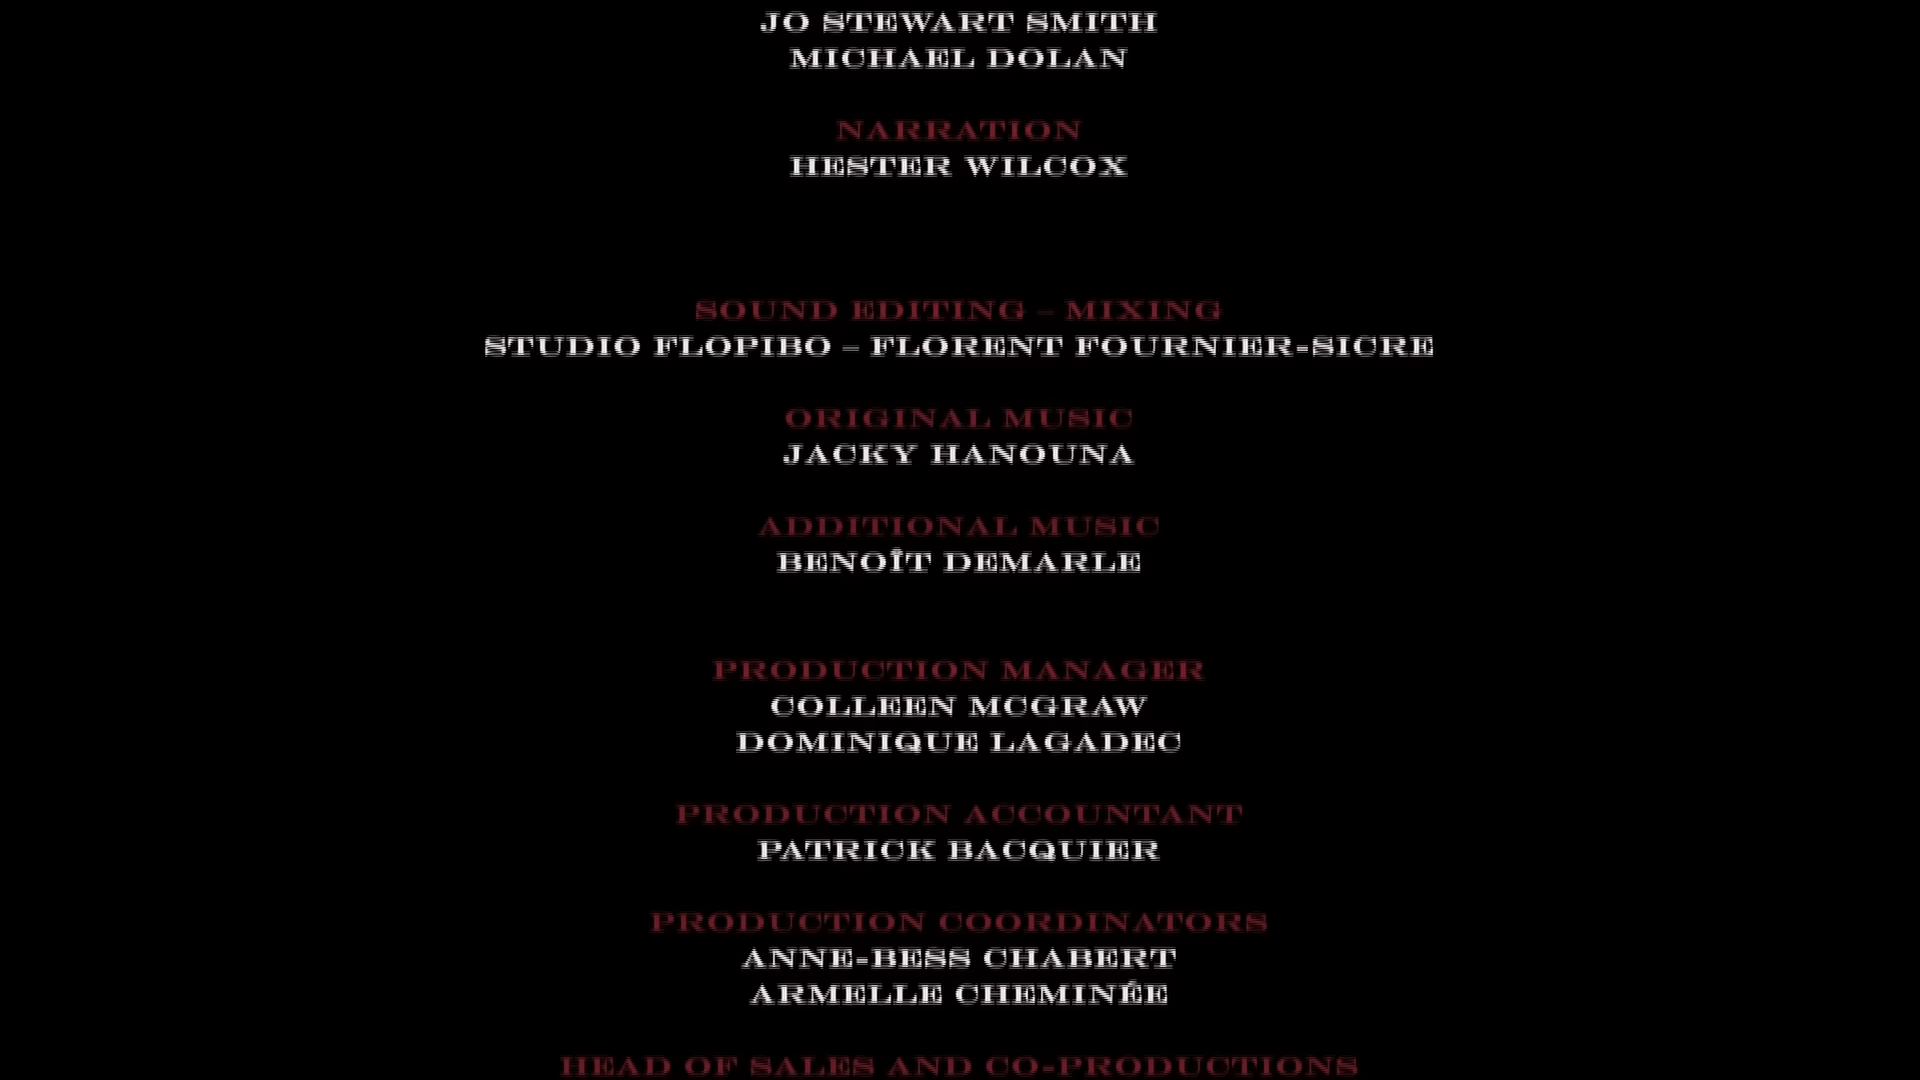 JO STEWART SMITH
MICHAEL DOLAN
NARRATION
HESTER WILCOX
SOUND EDITING – MIXING
STUDIO FLOPIBO – FLORENT FOURNIER-SICRE
ORIGINAL MUSIC
JACKY HANOUNA
ADDITIONAL MUSIC
BENOÎT DEMARLE
PRODUCTION MANAGER
COLLEEN MCGRAW
DOMINIQUE LAGADEC
PRODUCTION ACCOUNTANT
PATRICK BACQUIER
PRODUCTION COORDINATORS
ANNE-BESS CHABERT
ARMELLE CHEMINÉE
HEAD OF SALES AND CO-PRODUCTIONS